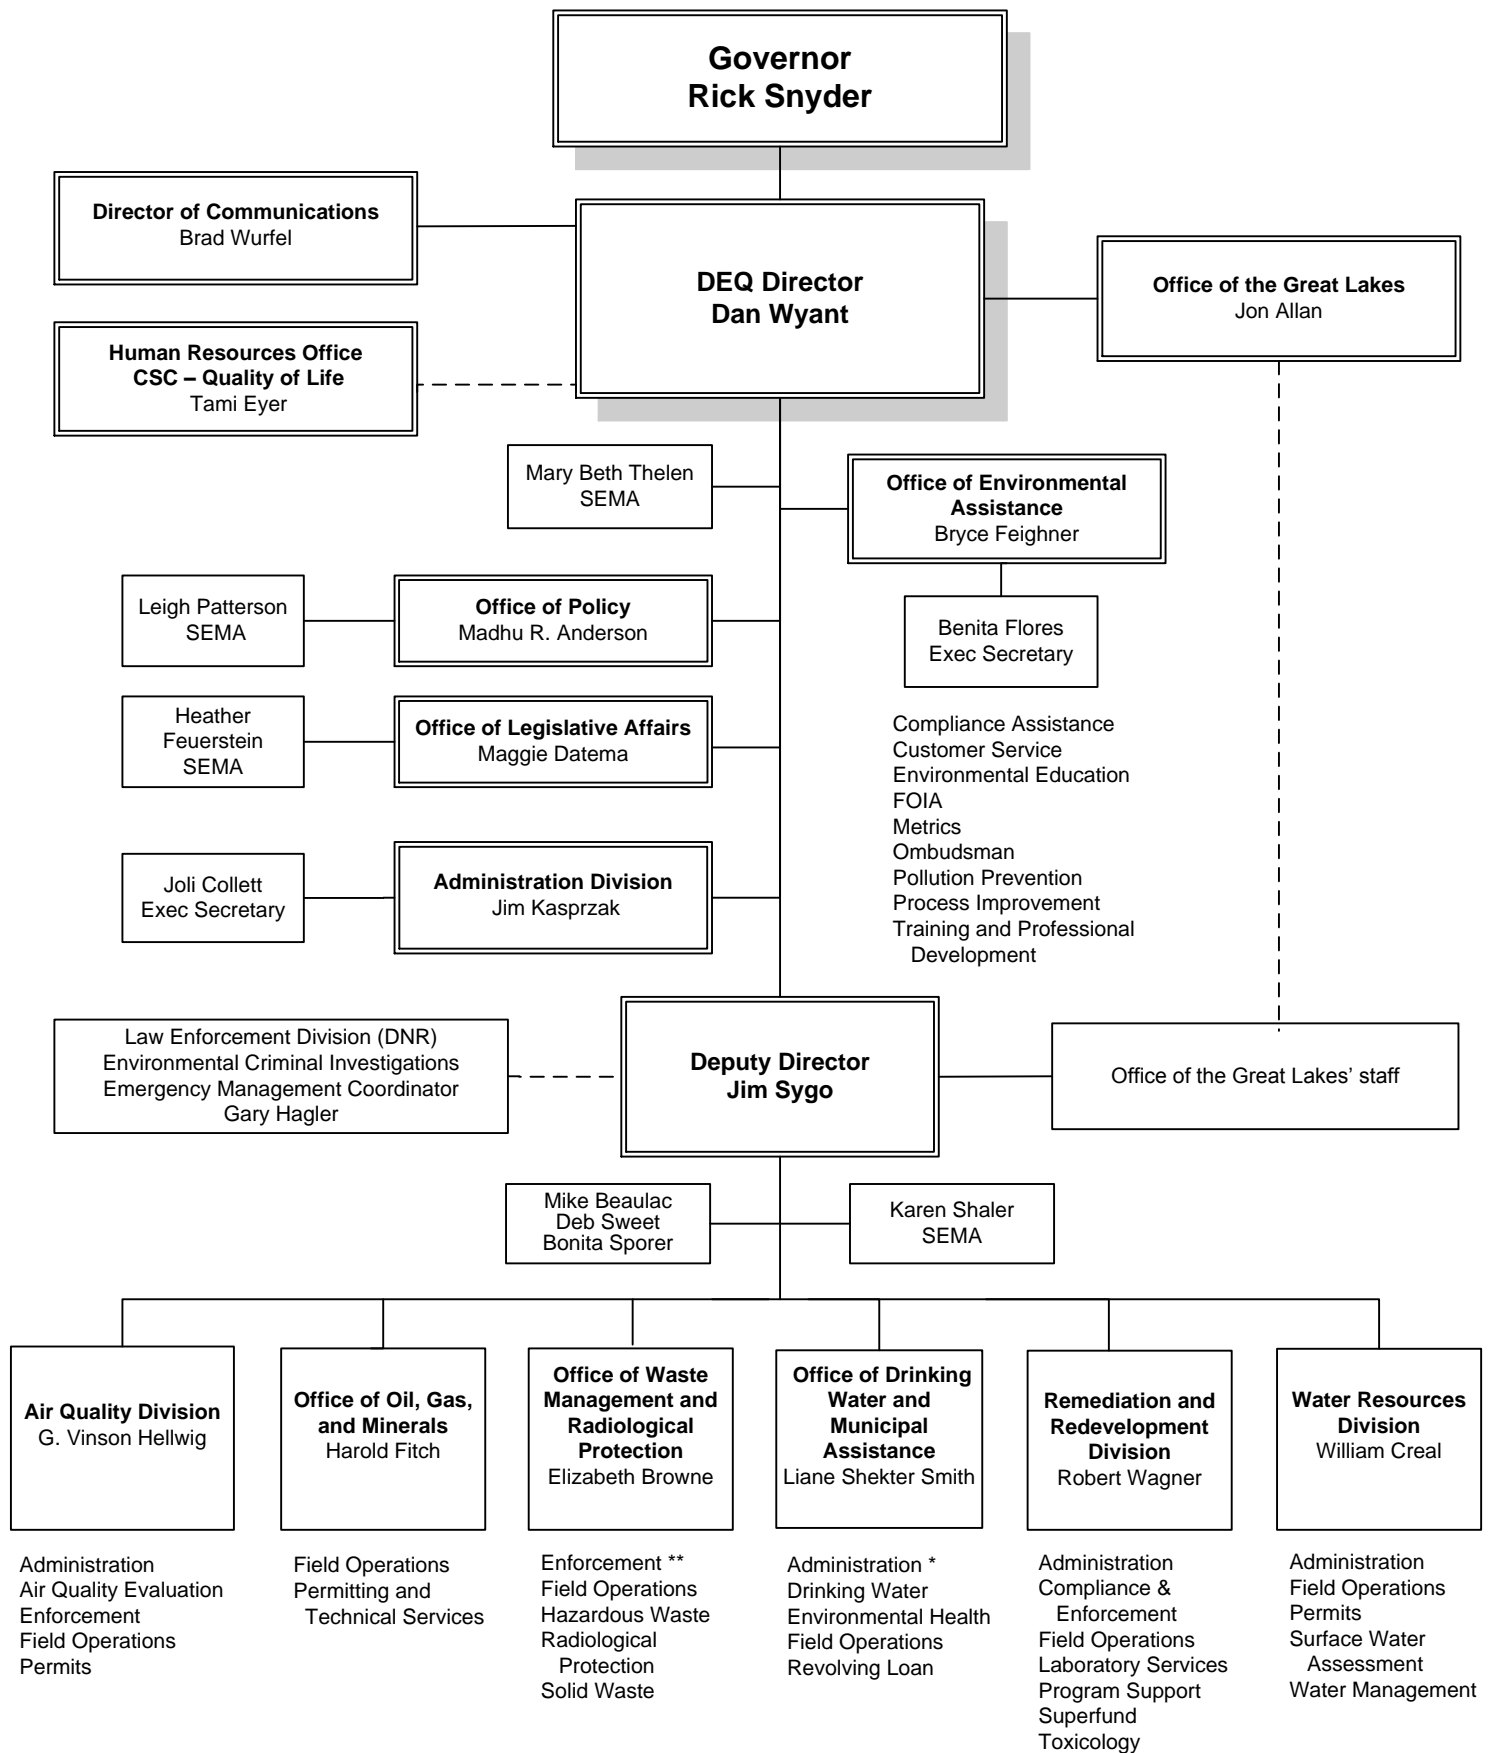 Governor
Rick Snyder
Director of Communications
Brad Wurfel
DEQ Director
Dan Wyant
Office of the Great Lakes
Jon Allan
Human Resources Office
CSC – Quality of Life
Tami Eyer
Mary Beth Thelen
SEMA
Office of Environmental
Assistance
Bryce Feighner
Leigh Patterson
SEMA
Office of Policy
Madhu R. Anderson
Benita Flores
Exec Secretary
Heather
Feuerstein
SEMA
Office of Legislative Affairs
Maggie Datema
Compliance Assistance
Customer Service
Environmental Education
FOIA
Metrics
Ombudsman
Pollution Prevention
Process Improvement
Training and Professional
Development
Joli Collett
Exec Secretary
Administration Division
Jim Kasprzak
Law Enforcement Division (DNR)
Environmental Criminal Investigations
Emergency Management Coordinator
Gary Hagler
Deputy Director
Jim Sygo
Office of the Great Lakes' staff
Mike Beaulac
Deb Sweet
Bonita Sporer
Karen Shaler
SEMA
Air Quality Division
G. Vinson Hellwig
Office of Oil, Gas,
and Minerals
Harold Fitch
Office of Waste
Management and
Radiological
Protection
Elizabeth Browne
Office of Drinking
Water and
Municipal
Assistance
Liane Shekter Smith
Remediation and
Redevelopment
Division
Robert Wagner
Water Resources
Division
William Creal
Administration
Air Quality Evaluation
Enforcement
Field Operations
Permits
Field Operations
Permitting and
Technical Services
Enforcement **
Field Operations
Hazardous Waste
Radiological
Protection
Solid Waste
Administration *
Drinking Water
Environmental Health
Field Operations
Revolving Loan
Administration
Compliance &
Enforcement
Field Operations
Laboratory Services
Program Support
Superfund
Toxicology
Administration
Field Operations
Permits
Surface Water
Assessment
Water Management